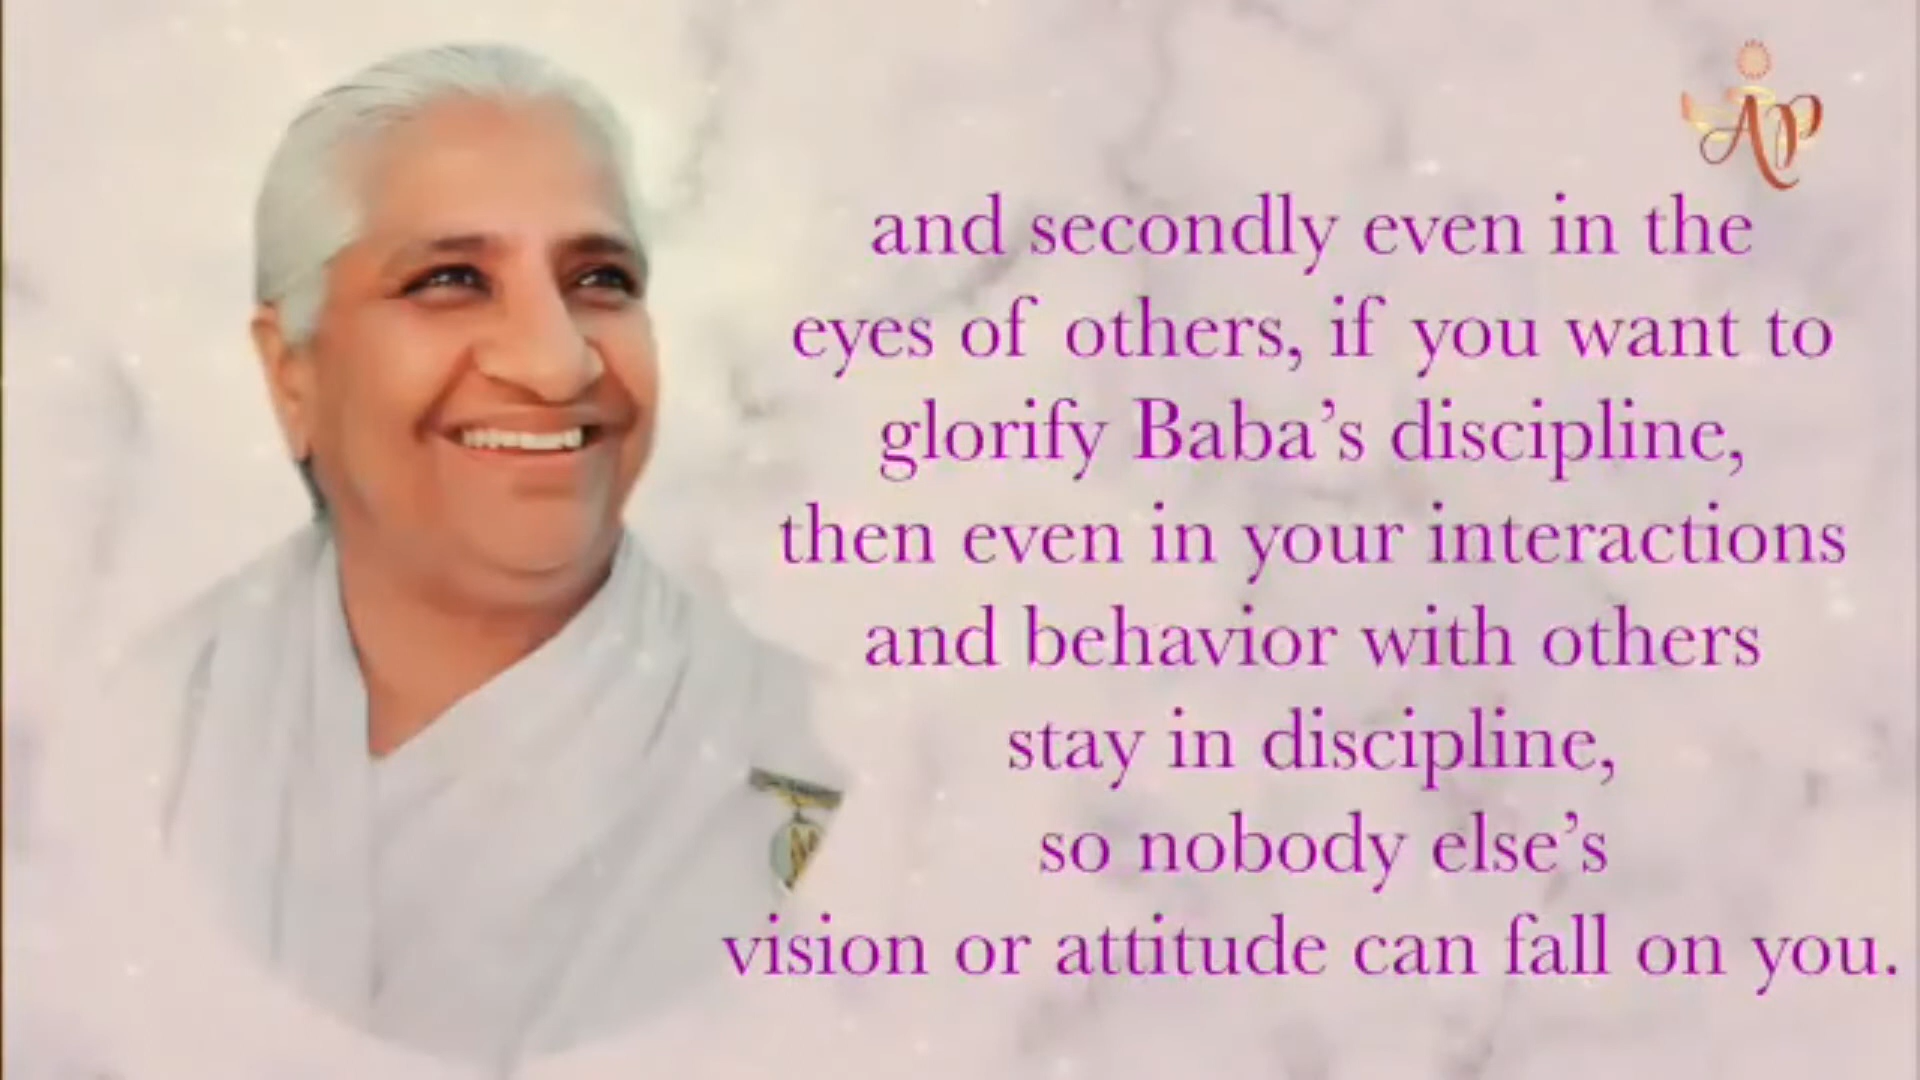 AP
and secondly even in the
eyes of others, if you want to
glorify Baba’s discipline,
then even in your interactions
and behavior with others
stay in discipline,
so nobody else’s
vision or attitude can fall on you.